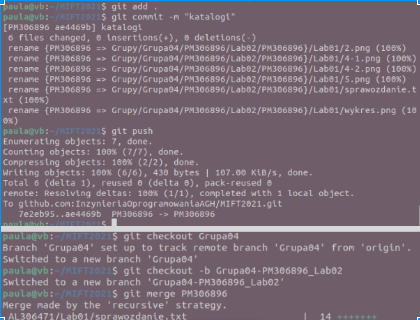 paula@vb:~/MIFT2021$ git add .
paula@vb:~/MIFT2021$ git commit -m "katalogi"
[PM306896 ae4469b] katalogi
6 files changed, 0 insertions(+), 0 deletions(-)
rename {PM306896 => Grupy/Grupa04/Lab02/PM306896}/Lab01/2.png (100%)
rename {PM306896 => Grupy/Grupa04/Lab02/PM306896}/Lab01/4-1.png (100%)
rename {PM306896 => Grupy/Grupa04/Lab02/PM306896}/Lab01/4-2.png (100%)
rename {PM306896 => Grupy/Grupa04/Lab02/PM306896}/Lab01/5.png (100%)
rename {PM306896 => Grupy/Grupa04/Lab02/PM306896}/Lab01/sprawozdanie.t
xt (100%)
rename {PM306896 => Grupy/Grupa04/Lab02/PM306896}/Lab01/wykres.png (10
0%)
paula@vb:~/MIFT2021$ git push
Enumerating objects: 7, done.
Counting objects: 100% (7/7), done.
Compressing objects: 100% (2/2), done.
Writing objects: 100% (6/6), 430 bytes | 107.00 KiB/s, done.
Total 6 (delta 1), reused 0 (delta 0), pack-reused 0
remote: Resolving deltas: 100% (1/1), completed with 1 local object.
To github.com:InzynieriaOprogramowaniaAGH/MIFT2021.git
7e2eb95..ae4469b PM306896 -> PM306896
paula@vb:~/MIFT2021$
paula@vb:~/MIFT2021$ git checkout Grupa04
Branch 'Grupa04' set up to track remote branch 'Grupa04' from 'origin'.
Switched to a new branch 'Grupa04'
paula@vb:~/MIFT2021$ git checkout -b Grupa04-PM306896_Lab02
Switched to a new branch 'Grupa04-PM306896_Lab02'
paula@vb:~/MIFT2021$ git merge PM306896
Merge made by the 'recursive' strategy.
AL306471/Lab01/sprawozdanie.txt | 14 +++++++